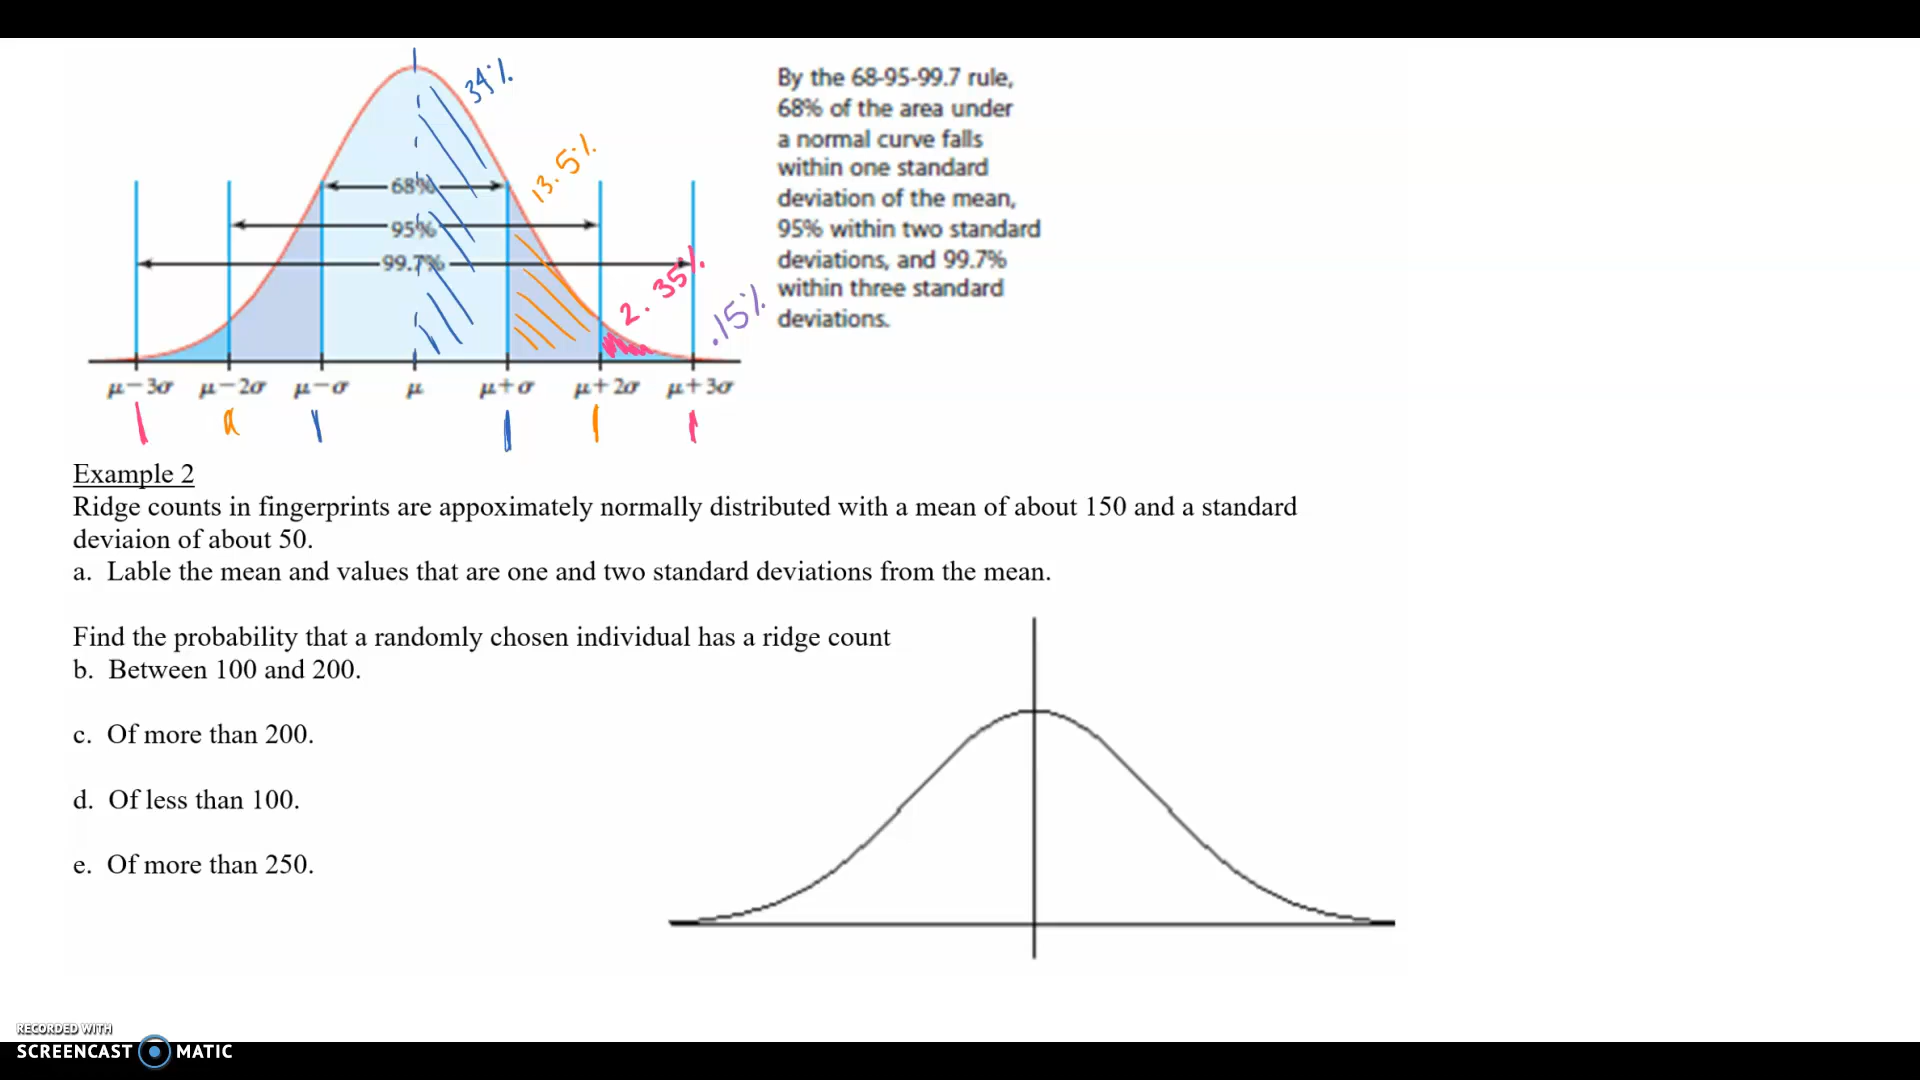 34%
68%
13.5%
95%
99.7%
2.35%
.15%
μ−3σ μ−2σ μ−σ μ μ+σ μ+2σ μ+3σ
By the 68-95-99.7 rule,
68% of the area under
a normal curve falls
within one standard
deviation of the mean,
95% within two standard
deviations, and 99.7%
within three standard
deviations.
Example 2
Ridge counts in fingerprints are appoximately normally distributed with a mean of about 150 and a standard
deviaion of about 50.
a. Lable the mean and values that are one and two standard deviations from the mean.
Find the probability that a randomly chosen individual has a ridge count
b. Between 100 and 200.
c. Of more than 200.
d. Of less than 100.
e. Of more than 250.
RECORDED WITH
SCREENCAST MATIC